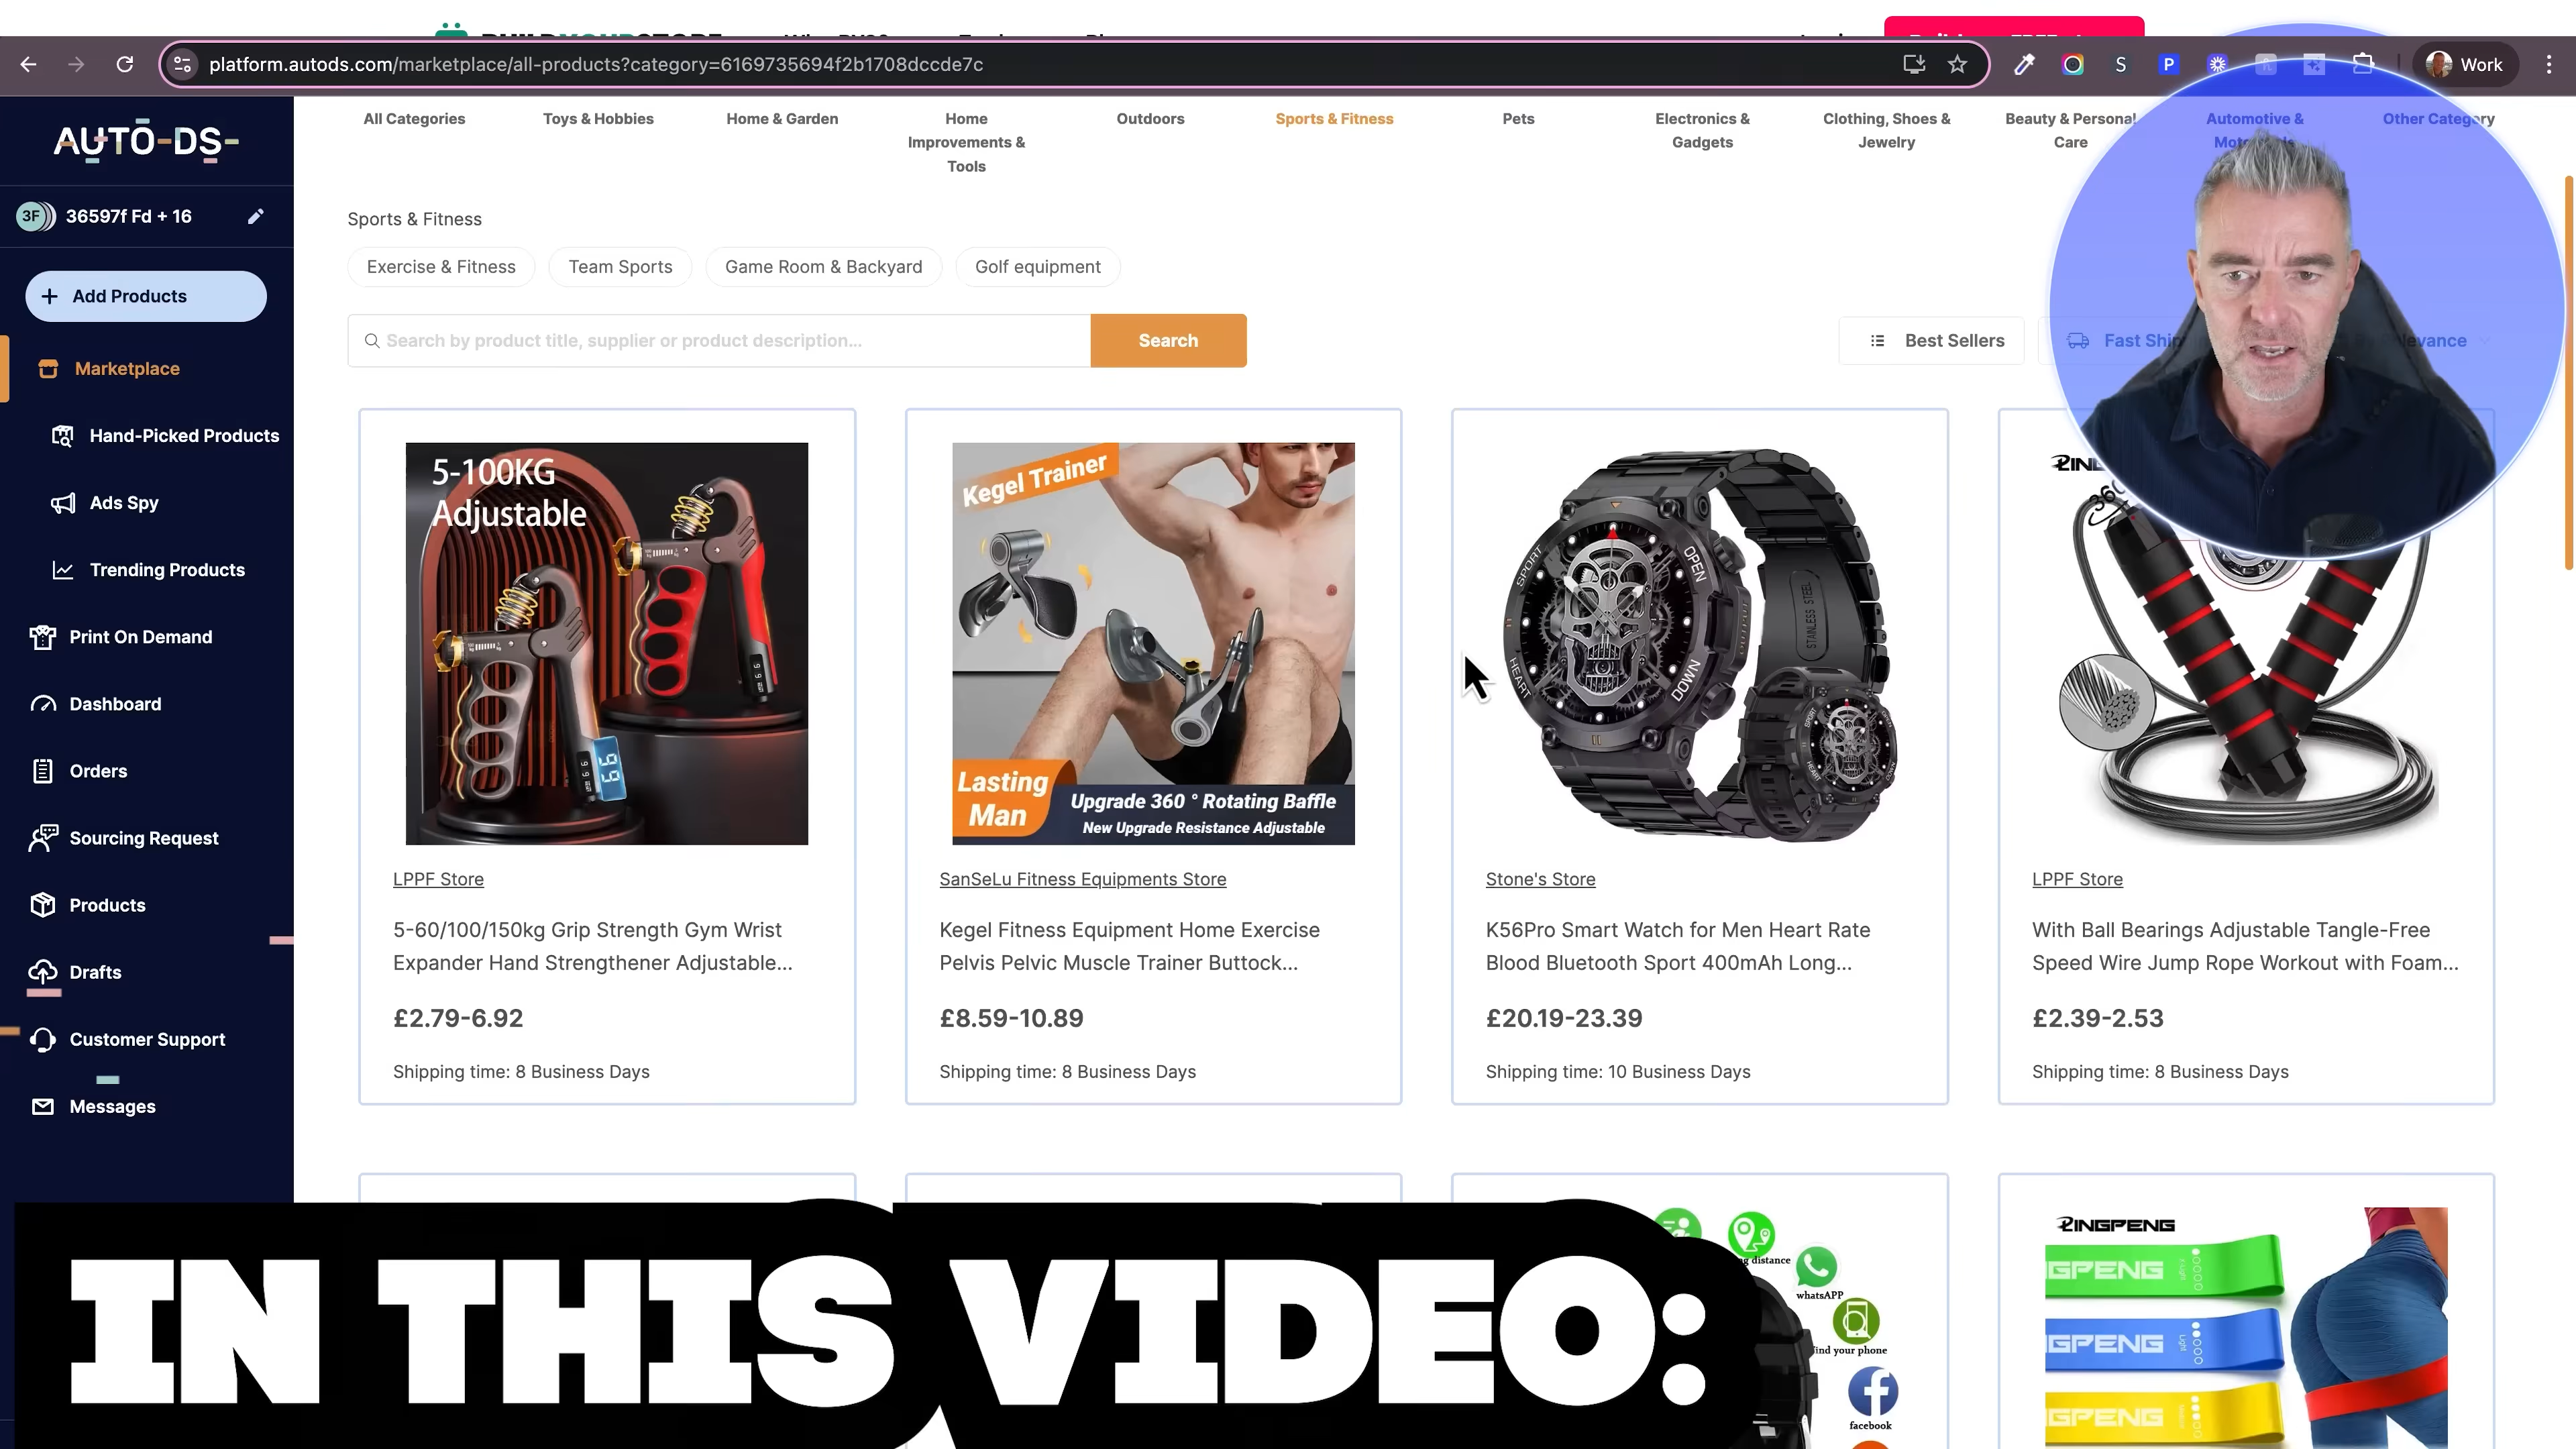 platform.autods.com/marketplace/all-products?category=6169735694f2b1708dccde7c
S
P
Work
AUTO-DS
3F 36597f Fd + 16
Add Products
Marketplace
Hand-Picked Products
Ads Spy
Trending Products
Print On Demand
Dashboard
Orders
Sourcing Request
Products
Drafts
Customer Support
Messages
All Categories
Toys & Hobbies
Home & Garden
Home
Improvements &
Tools
Outdoors
Sports & Fitness
Pets
Electronics &
Gadgets
Clothing, Shoes &
Jewelry
Beauty & Personal
Care
Automotive &
Other Category
Sports & Fitness
Exercise & Fitness
Team Sports
Game Room & Backyard
Golf equipment
Search by product title, supplier or product description...
Search
Best Sellers
Fast
5-100KG
Adjustable
LPPF Store
5-60/100/150kg Grip Strength Gym Wrist
Expander Hand Strengthener Adjustable...
£2.79-6.92
Shipping time: 8 Business Days
Kegel Trainer
Lasting
Man
Upgrade 360 ° Rotating Baffle
New Upgrade Resistance Adjustable
SanSeLu Fitness Equipments Store
Kegel Fitness Equipment Home Exercise
Pelvis Pelvic Muscle Trainer Buttock...
£8.59-10.89
Shipping time: 8 Business Days
SPORT
OPEN
HEART
DOWN
STAINLESS STEEL
Stone's Store
K56Pro Smart Watch for Men Heart Rate
Blood Bluetooth Sport 400mAh Long...
£20.19-23.39
Shipping time: 10 Business Days
LPPF Store
With Ball Bearings Adjustable Tangle-Free
Speed Wire Jump Rope Workout with Foam...
£2.39-2.53
Shipping time: 8 Business Days
distance
whatsAPP
find your phone
facebook
ZINGPENG
IN THIS VIDEO: